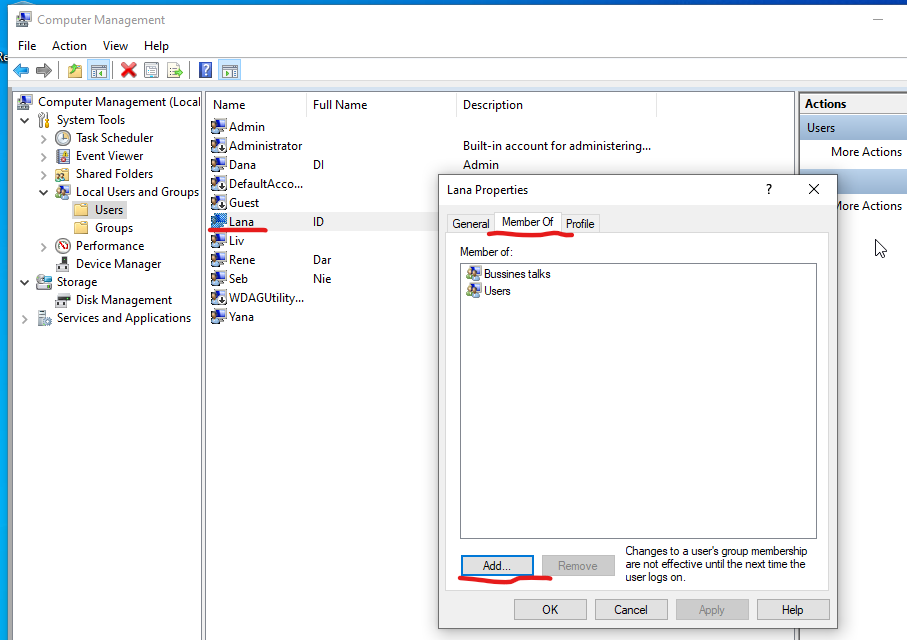 Computer Management
File Action View Help
Computer Management (Local
System Tools
Task Scheduler
Event Viewer
Shared Folders
Local Users and Groups
Users
Groups
Performance
Device Manager
Storage
Disk Management
Services and Applications
Name Full Name Description
Admin
Administrator Built-in account for administering...
Dana DI Admin
DefaultAcco...
Guest
Lana ID
Liv
Rene Dar
Seb Nie
WDAGUtility...
Yana
Actions
Users
More Actions
More Actions
Lana Properties ?
General Member Of Profile
Member of:
Bussines talks
Users
Add... Remove
Changes to a user's group membership
are not effective until the next time the
user logs on.
OK Cancel Apply Help